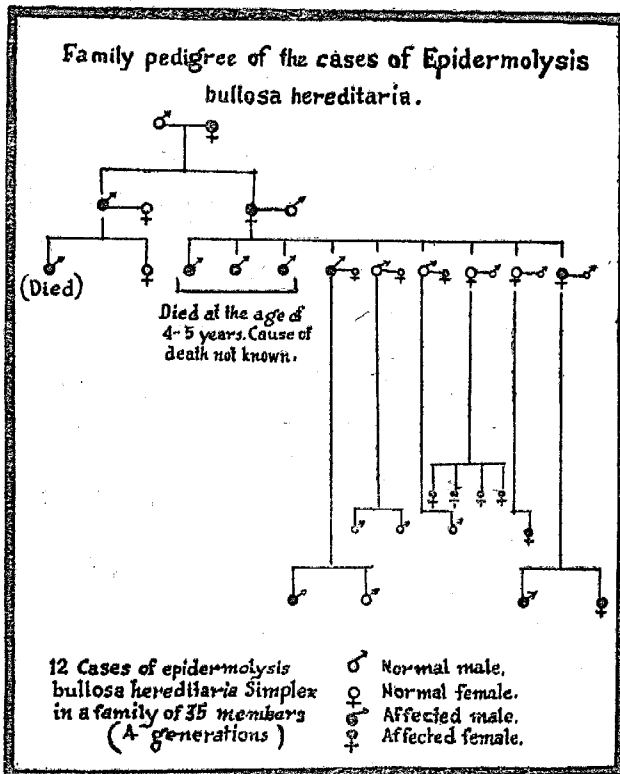 Family pedigree of the cases of Epidermolysis
bullosa hereditaria.
(Died)
Died at the age of
4-5 years. Cause of
death not known.
12 Cases of epidermolysis
bullosa hereditaria Simplex
in a family of 35 membars
(4 generations)
Normal male.
Normal female.
Affected male.
Affected female.